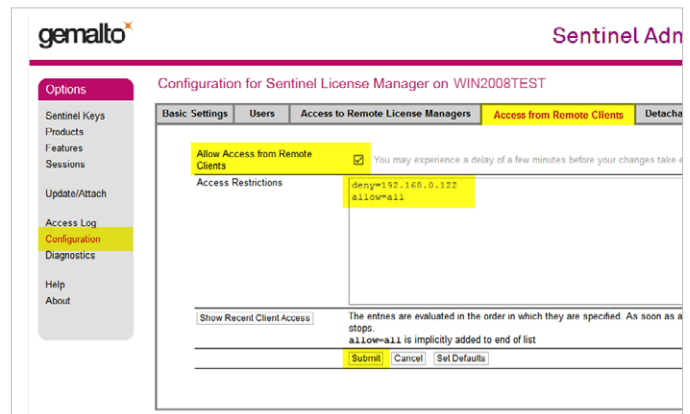 gemalto
Sentinel Adm
Options
Sentinel Keys
Products
Features
Sessions
Update/Attach
Access Log
Configuration
Diagnostics
Help
About
Configuration for Sentinel License Manager on WIN2008TEST
Basic Settings Users Access to Remote License Managers Access from Remote Clients Detacha
Allow Access from Remote
Clients
You may experience a delay of a few minutes before your changes take e
Access Restrictions
deny=192.168.0.122
allow=all
Show Recent Client Access
The entries are evaluated in the order in which they are specified. As soon as a
stops.
allow=all is implicitly added to end of list
Submit Cancel Set Defaults